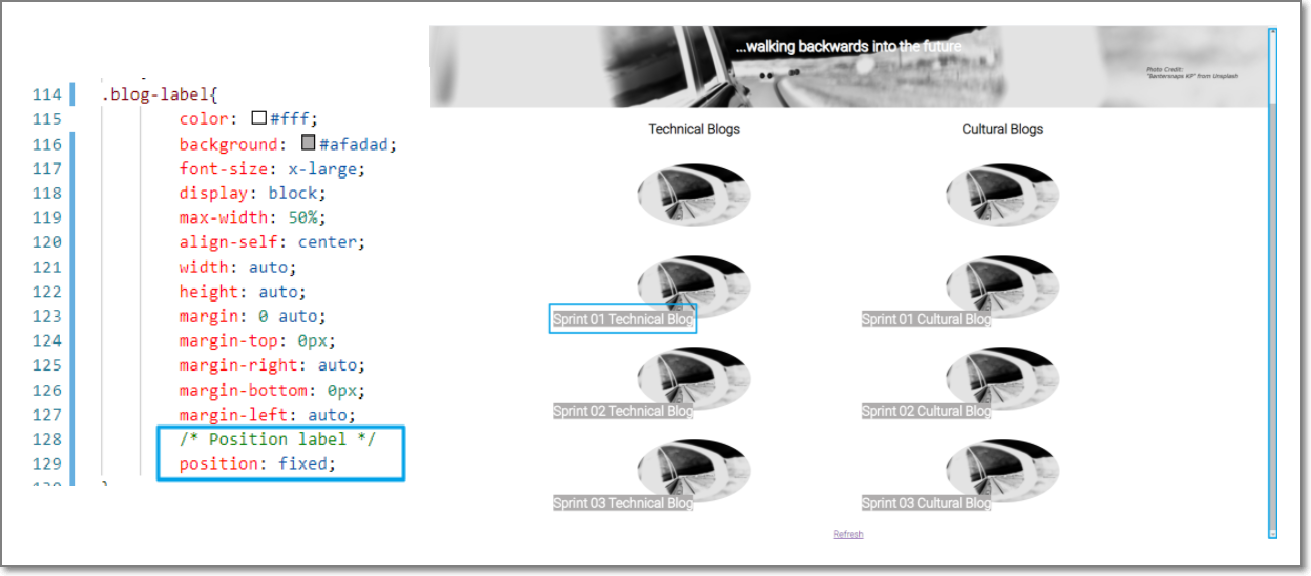 114 .blog-label{
115 color: #fff;
116 background: #afadad;
117 font-size: x-large;
118 display: block;
119 max-width: 50%;
120 align-self: center;
121 width: auto;
122 height: auto;
123 margin: 0 auto;
124 margin-top: 0px;
125 margin-right: auto;
126 margin-bottom: 0px;
127 margin-left: auto;
128 /* Position label */
129 position: fixed;
...walking backwards into the future
Photo Credit:
"Bantersnaps KP" from Unsplash
Technical Blogs Cultural Blogs
Sprint 01 Technical Blog Sprint 01 Cultural Blog
Sprint 02 Technical Blog Sprint 02 Cultural Blog
Sprint 03 Technical Blog Sprint 03 Cultural Blog
Refresh